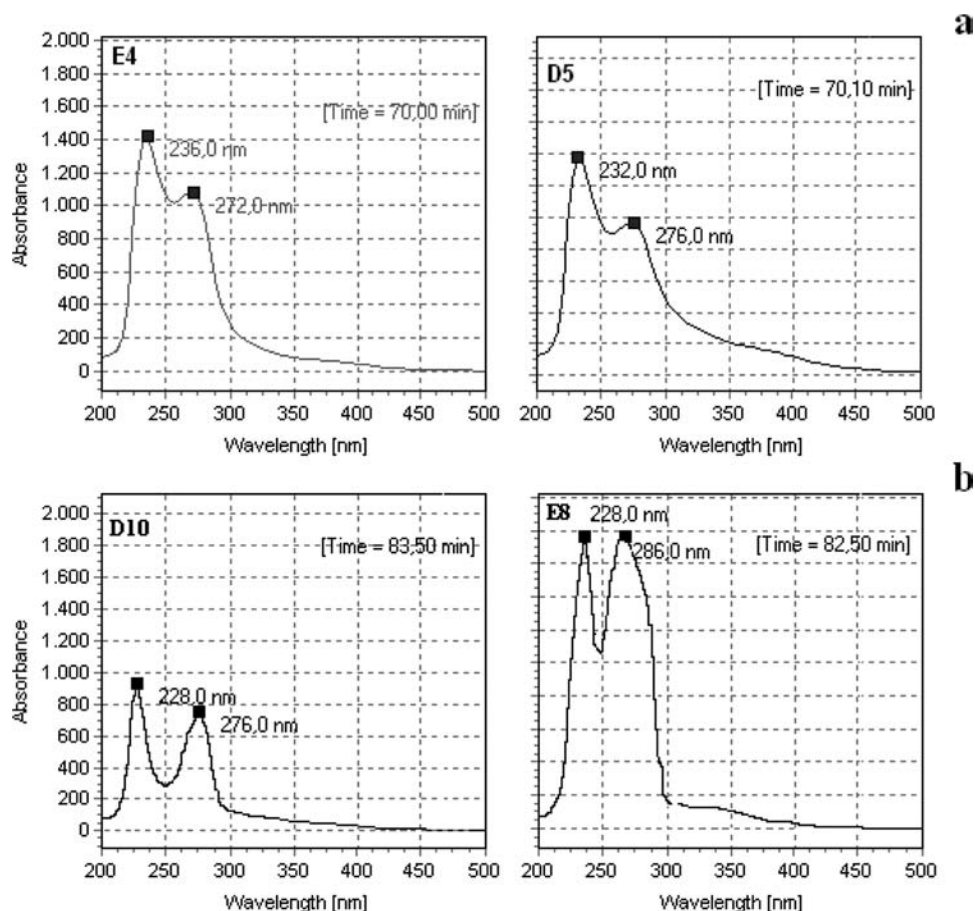 a
E4
[Time = 70,00 min]
236,0 nm
272,0 nm
Absorbance
2.000
1.800
1.600
1.400
1.200
1.000
800
600
400
200
0
200 250 300 350 400 450 500
Wavelength [nm]
D5
[Time = 70,10 min]
232,0 nm
276,0 nm
200 250 300 350 400 450 500
Wavelength [nm]
b
D10
[Time = 83,50 min]
228,0 nm
276,0 nm
Absorbance
2.000
1.800
1.600
1.400
1.200
1.000
800
600
400
200
0
200 250 300 350 400 450 500
Wavelength [nm]
E8
228,0 nm
286,0 nm
[Time = 82,50 min]
200 250 300 350 400 450 500
Wavelength [nm]